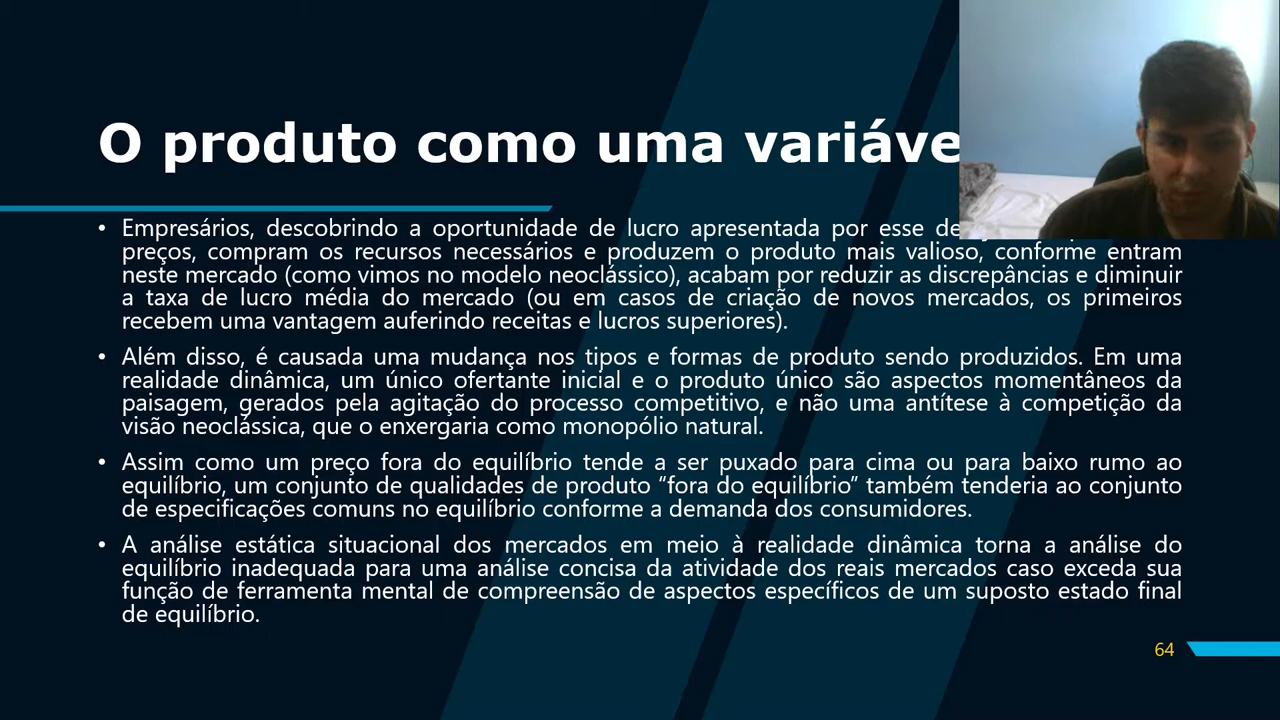 O produto como uma variáve
• Empresários, descobrindo a oportunidade de lucro apresentada por esse
preços, compram os recursos necessários e produzem o produto mais valioso, conforme entram
neste mercado (como vimos no modelo neoclássico), acabam por reduzir as discrepâncias e diminuir
a taxa de lucro média do mercado (ou em casos de criação de novos mercados, os primeiros
recebem uma vantagem auferindo receitas e lucros superiores).
• Além disso, é causada uma mudança nos tipos e formas de produto sendo produzidos. Em uma
realidade dinâmica, um único ofertante inicial e o produto único são aspectos momentâneos da
paisagem, gerados pela agitação do processo competitivo, e não uma antítese à competição da
visão neoclássica, que o enxergaria como monopólio natural.
• Assim como um preço fora do equilíbrio tende a ser puxado para cima ou para baixo rumo ao
equilíbrio, um conjunto de qualidades de produto “fora do equilíbrio” também tenderia ao conjunto
de especificações comuns no equilíbrio conforme a demanda dos consumidores.
• A análise estática situacional dos mercados em meio à realidade dinâmica torna a análise do
equilíbrio inadequada para uma análise concisa da atividade dos reais mercados caso exceda sua
função de ferramenta mental de compreensão de aspectos específicos de um suposto estado final
de equilíbrio.
64